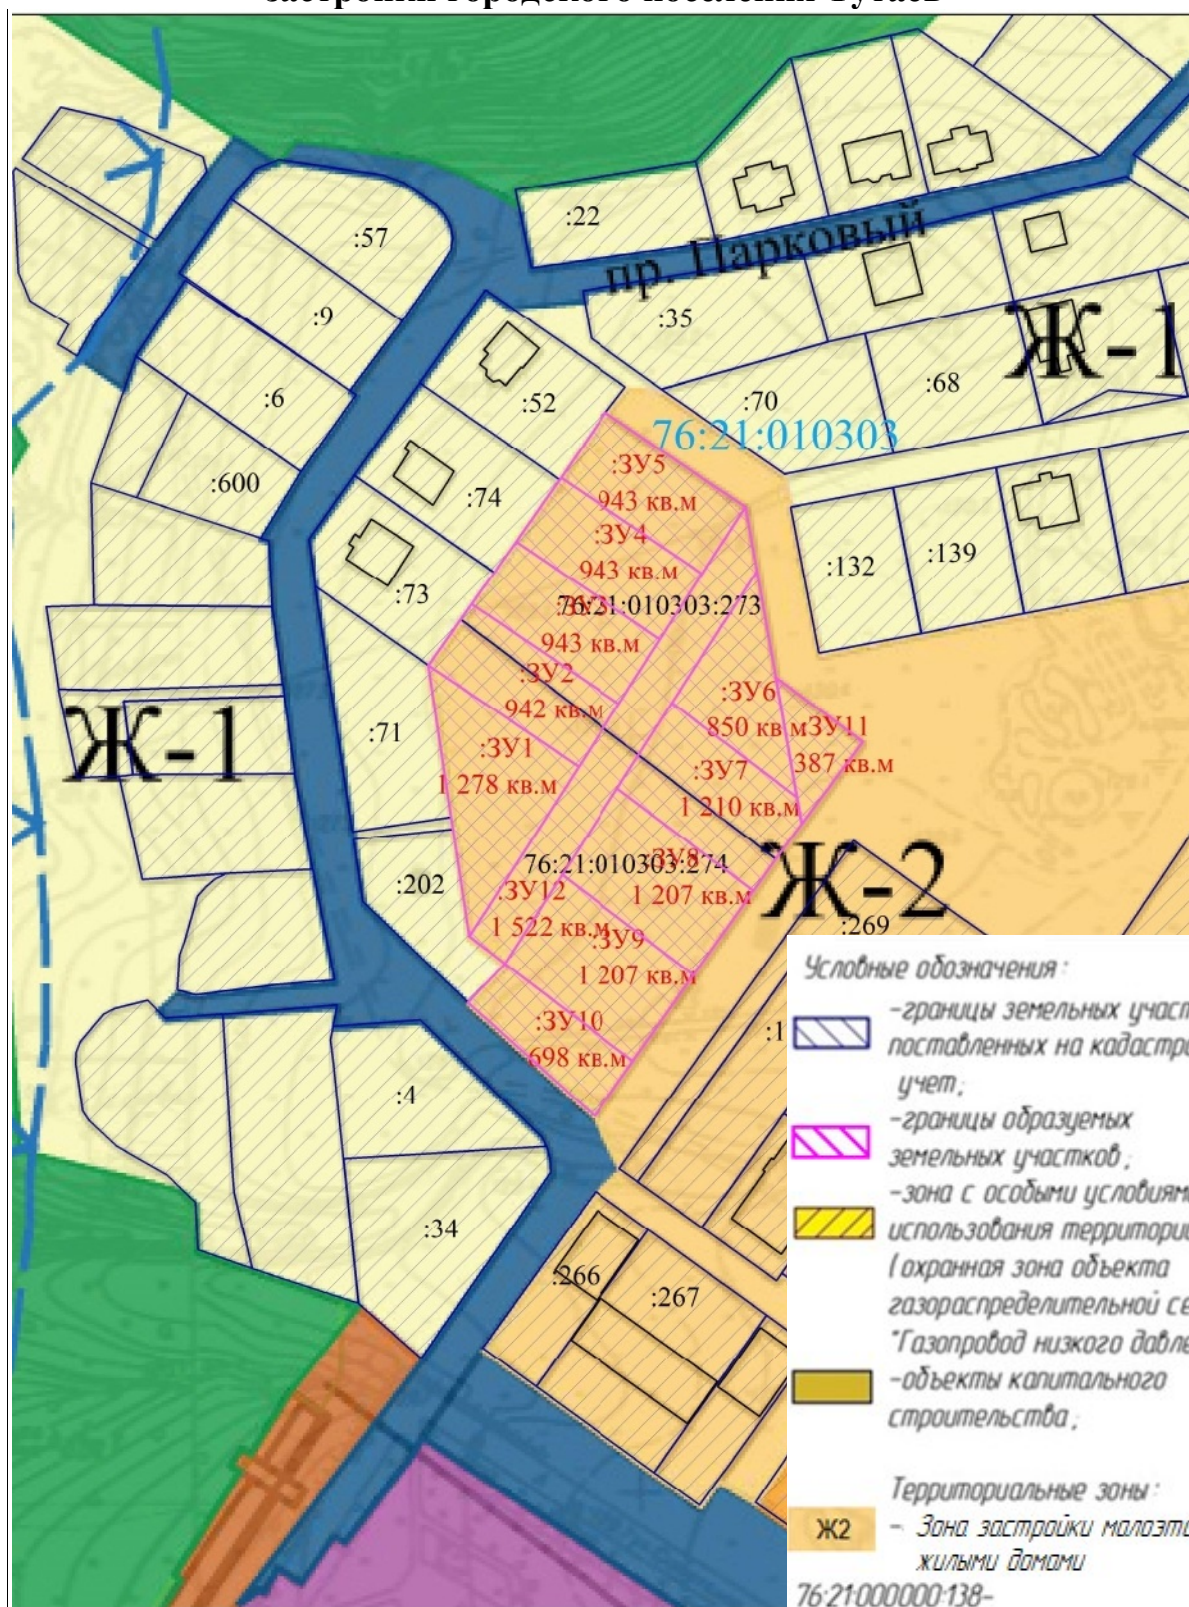 застройки городского поселения Тутаев
:57
:22
пр. Парковый
:9
:35
Ж-1
:52
:70
:68
:6
76:21:010303
:600
:74
:ЗУ5
943 кв.м
:ЗУ4
943 кв.м
:132
:139
:73
76:21:010303:273
943 кв.м
:ЗУ2
942 кв.м
:ЗУ6
850 кв.м
:ЗУ11
387 кв.м
Ж-1
:71
:ЗУ1
1 278 кв.м
:ЗУ7
1 210 кв.м
76:21:010303:274
:ЗУ8
1 207 кв.м
Ж-2
:202
:ЗУ12
1 522 кв.м
:269
:ЗУ9
1 207 кв.м
:ЗУ10
698 кв.м
:1
:4
:34
:266
:267
Условные обозначения:
-границы земельных участ
поставленных на кадастр
учет;
-границы образуемых
земельных участков;
-зона с особыми условиям
использования территори
(охранная зона объекта
газораспределительной се
"Газопровод низкого давле
-объекты капитального
строительства;
Территориальные зоны:
Ж2 - Зона застройки малоэта
жилыми домами
76:21:000000:138-